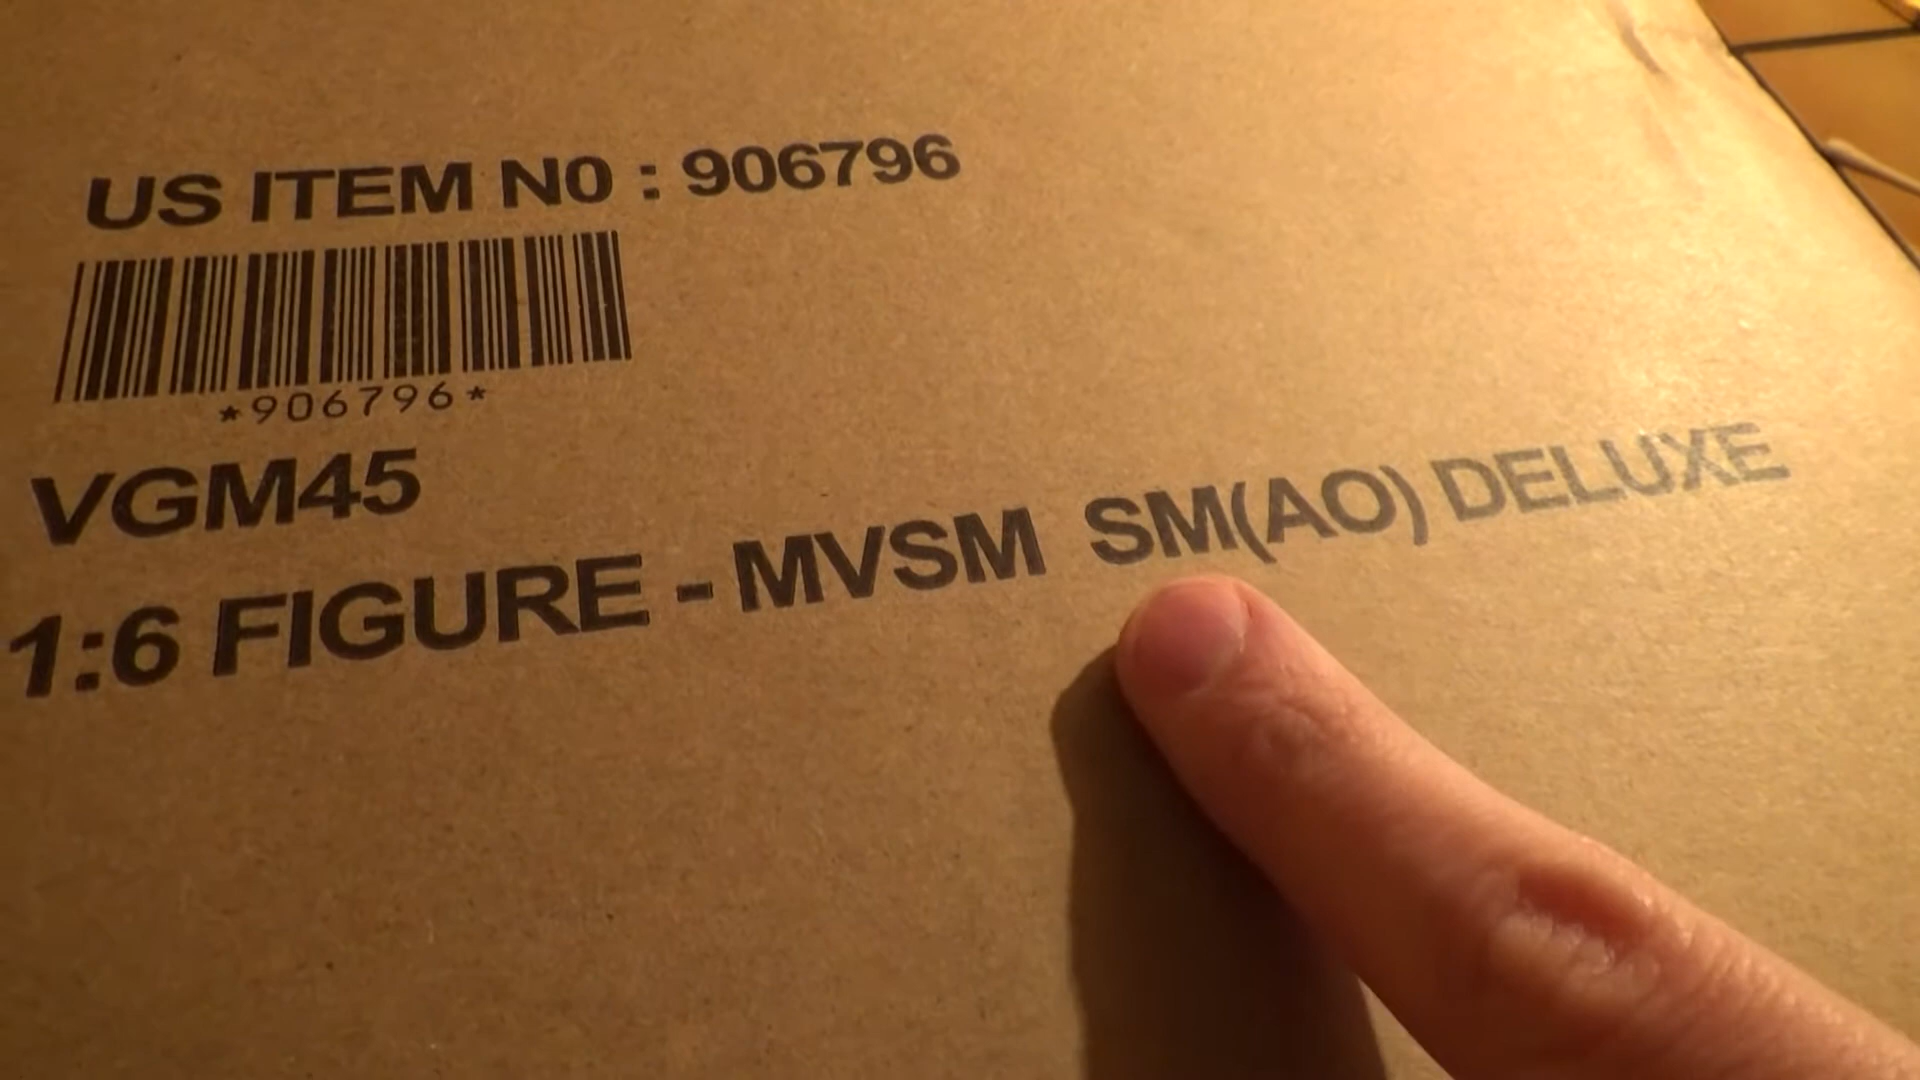 US ITEM N0 : 906796
*906796*
VGM45
1:6 FIGURE - MVSM SM(AO) DELUXE